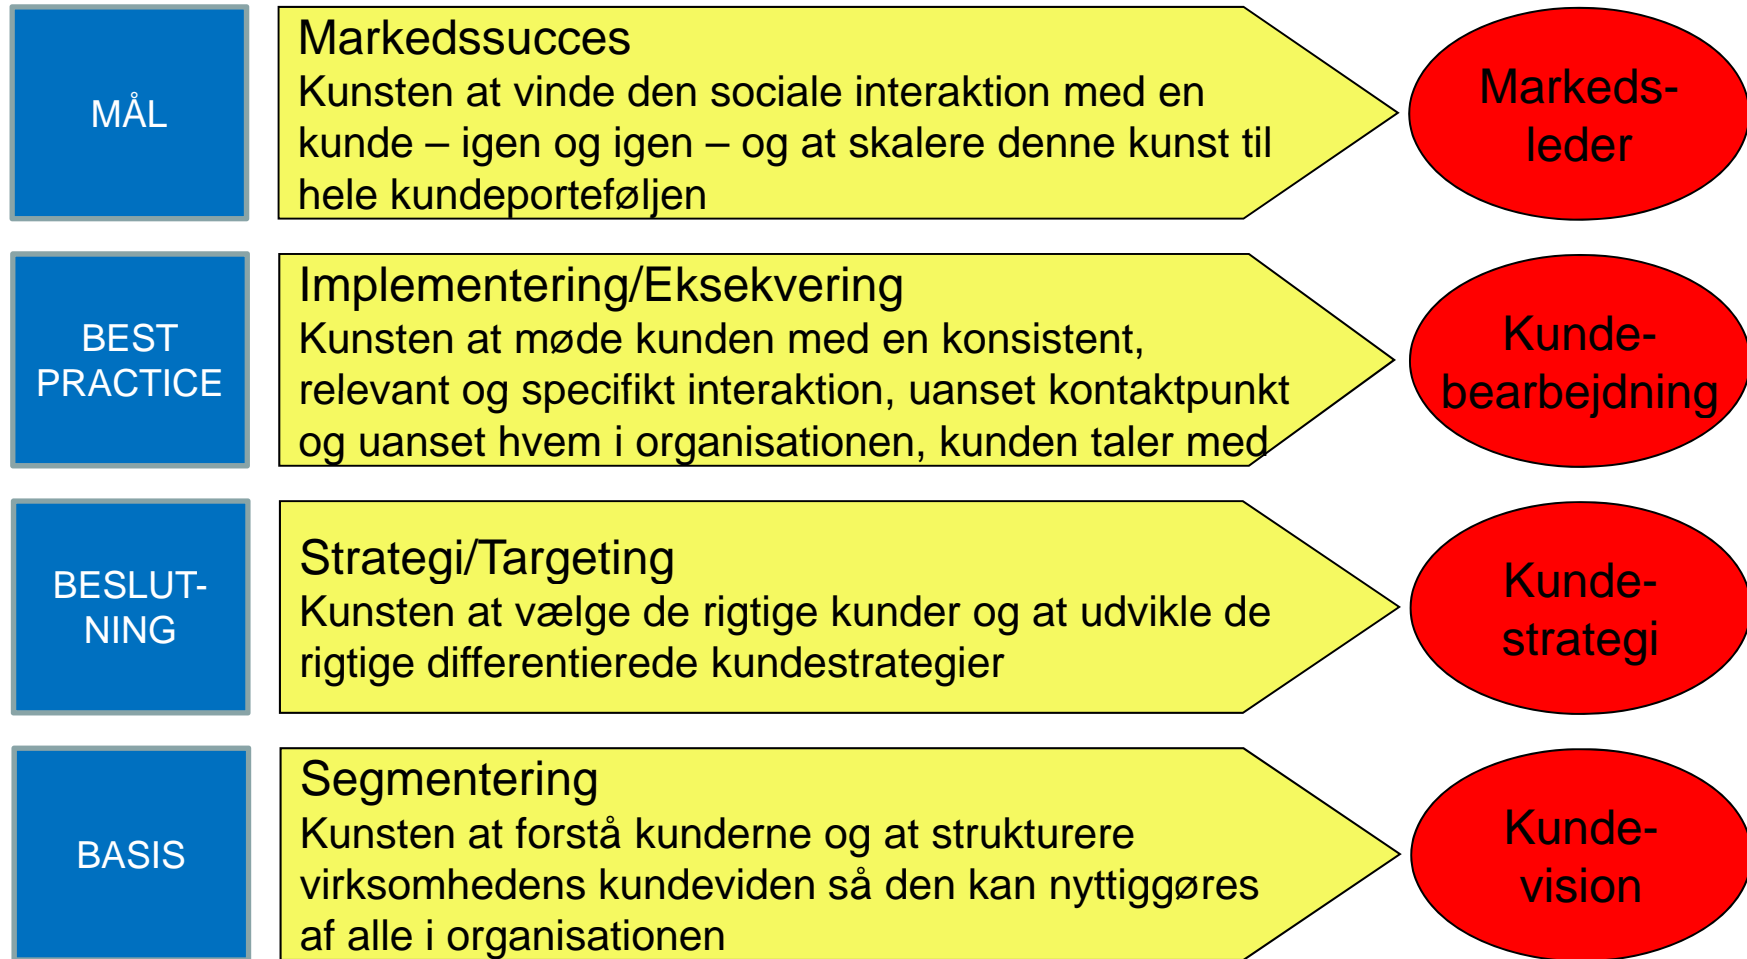 MÅL
Markedssucces
Kunsten at vinde den sociale interaktion med en
kunde – igen og igen – og at skalere denne kunst til
hele kundeporteføljen
Markeds-
leder
BEST
PRACTICE
Implementering/Eksekvering
Kunsten at møde kunden med en konsistent,
relevant og specifikt interaktion, uanset kontaktpunkt
og uanset hvem i organisationen, kunden taler med
Kunde-
bearbejdning
BESLUT-
NING
Strategi/Targeting
Kunsten at vælge de rigtige kunder og at udvikle de
rigtige differentierede kundestrategier
Kunde-
strategi
BASIS
Segmentering
Kunsten at forstå kunderne og at strukturere
virksomhedens kundeviden så den kan nyttiggøres
af alle i organisationen
Kunde-
vision